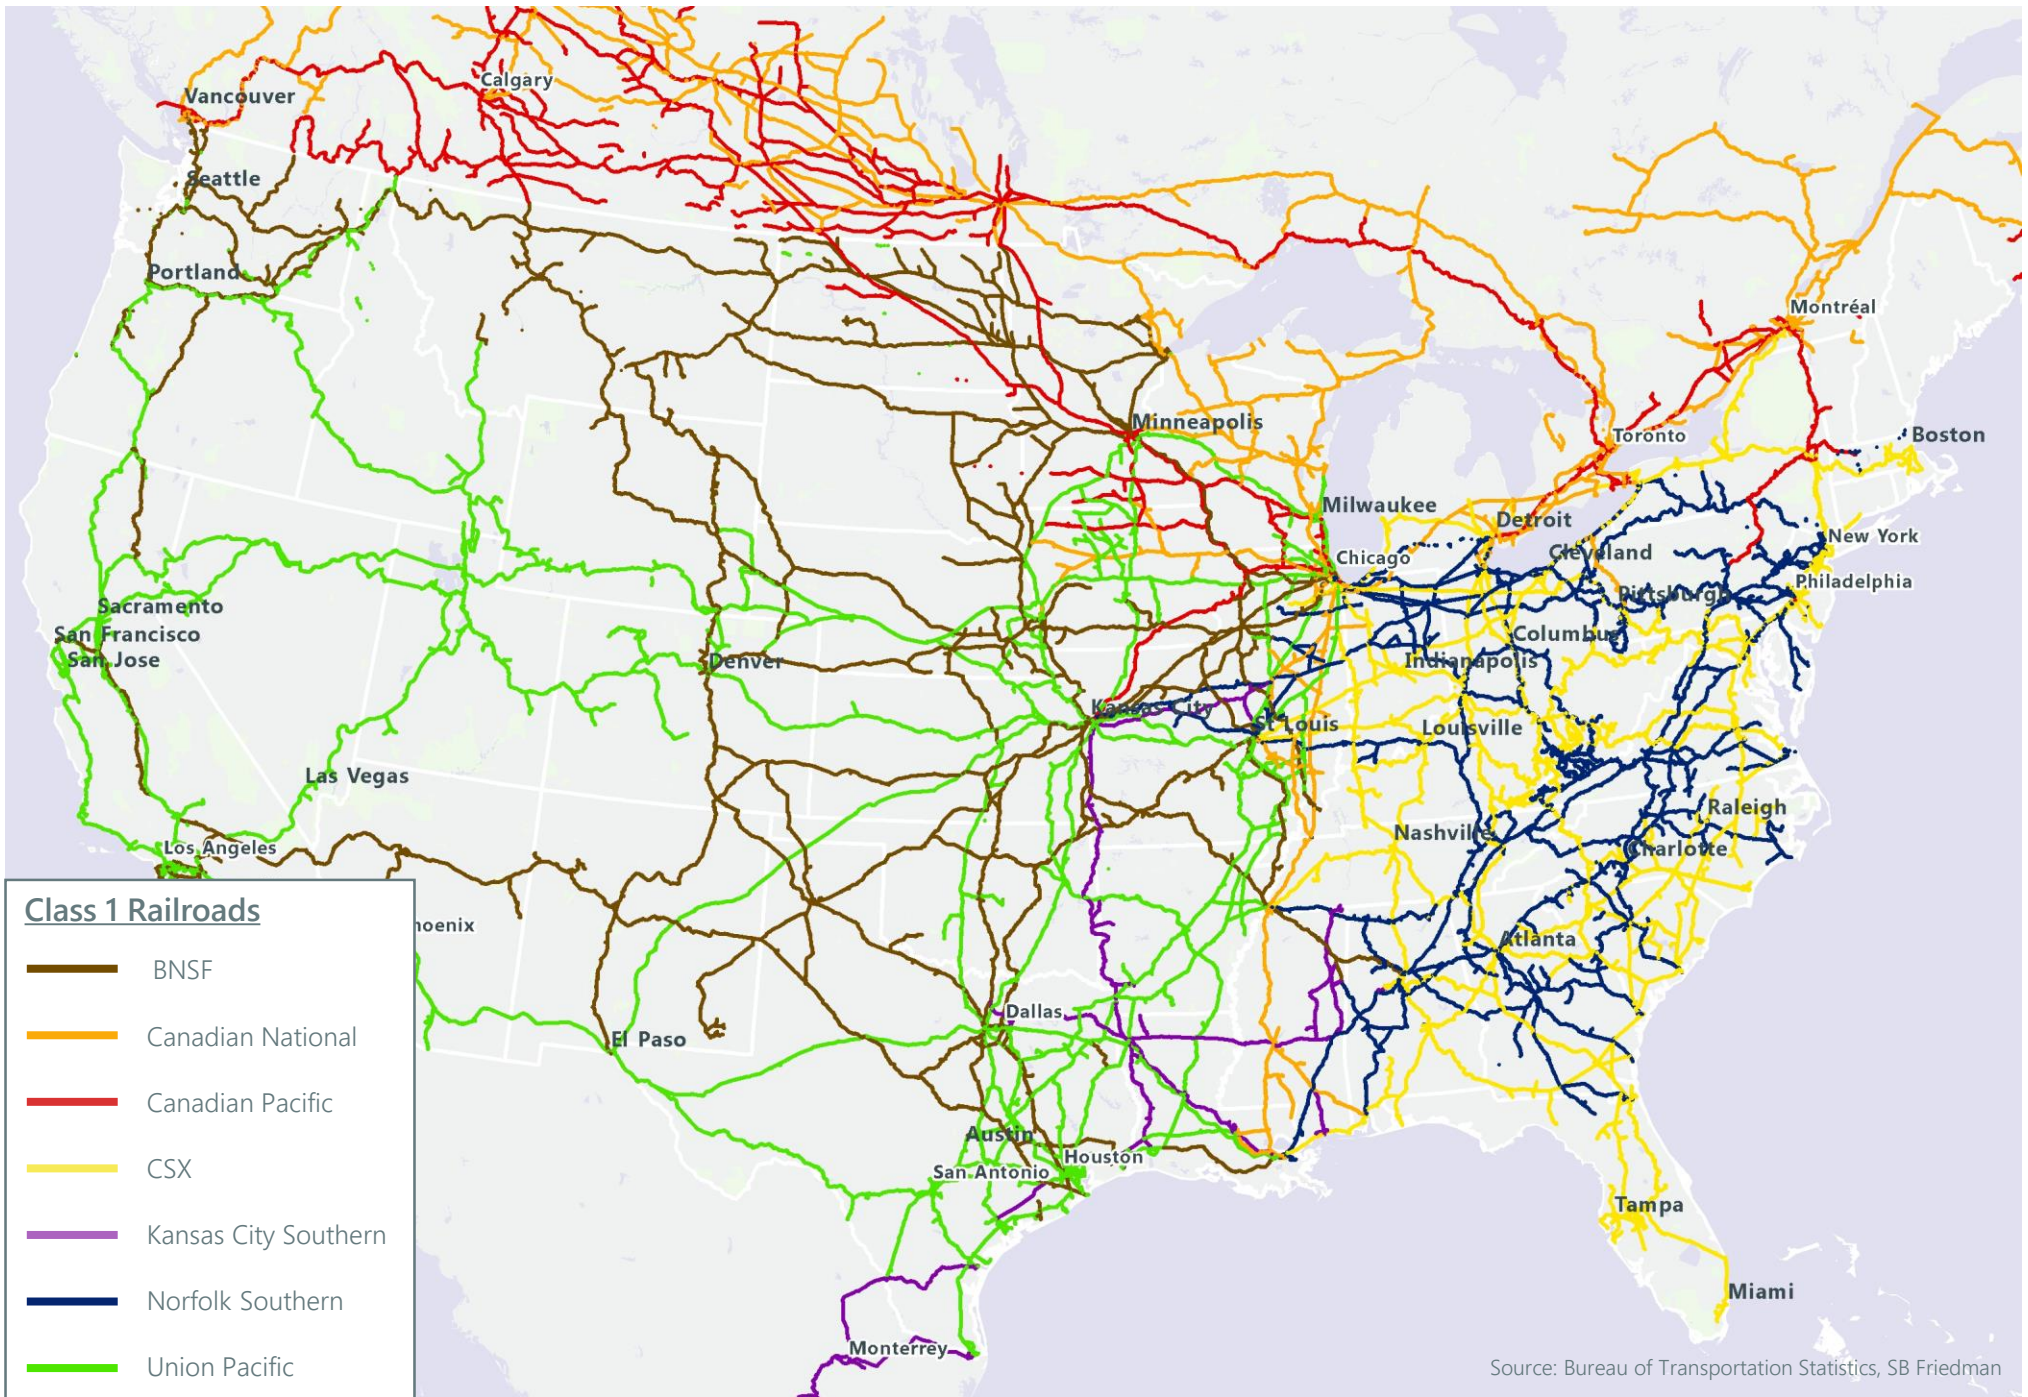 Calgary
Vancouver
Seattle
Portland
Montréal
Minneapolis
Toronto
Boston
Milwaukee
Detroit
New York
Chicago
Cleveland
Philadelphia
Pittsburgh
Sacramento
San Francisco
Columbus
San Jose
Denver
Indianapolis
Kansas City
St Louis
Louisville
Las Vegas
Raleigh
Nashville
Los Angeles
Charlotte
Class 1 Railroads
hoenix
Atlanta
BNSF
Dallas
Canadian National
El Paso
Canadian Pacific
Austin
Houston
CSX
San Antonio
Tampa
Kansas City Southern
Miami
Norfolk Southern
Monterrey
Union Pacific
Source: Bureau of Transportation Statistics, SB Friedman